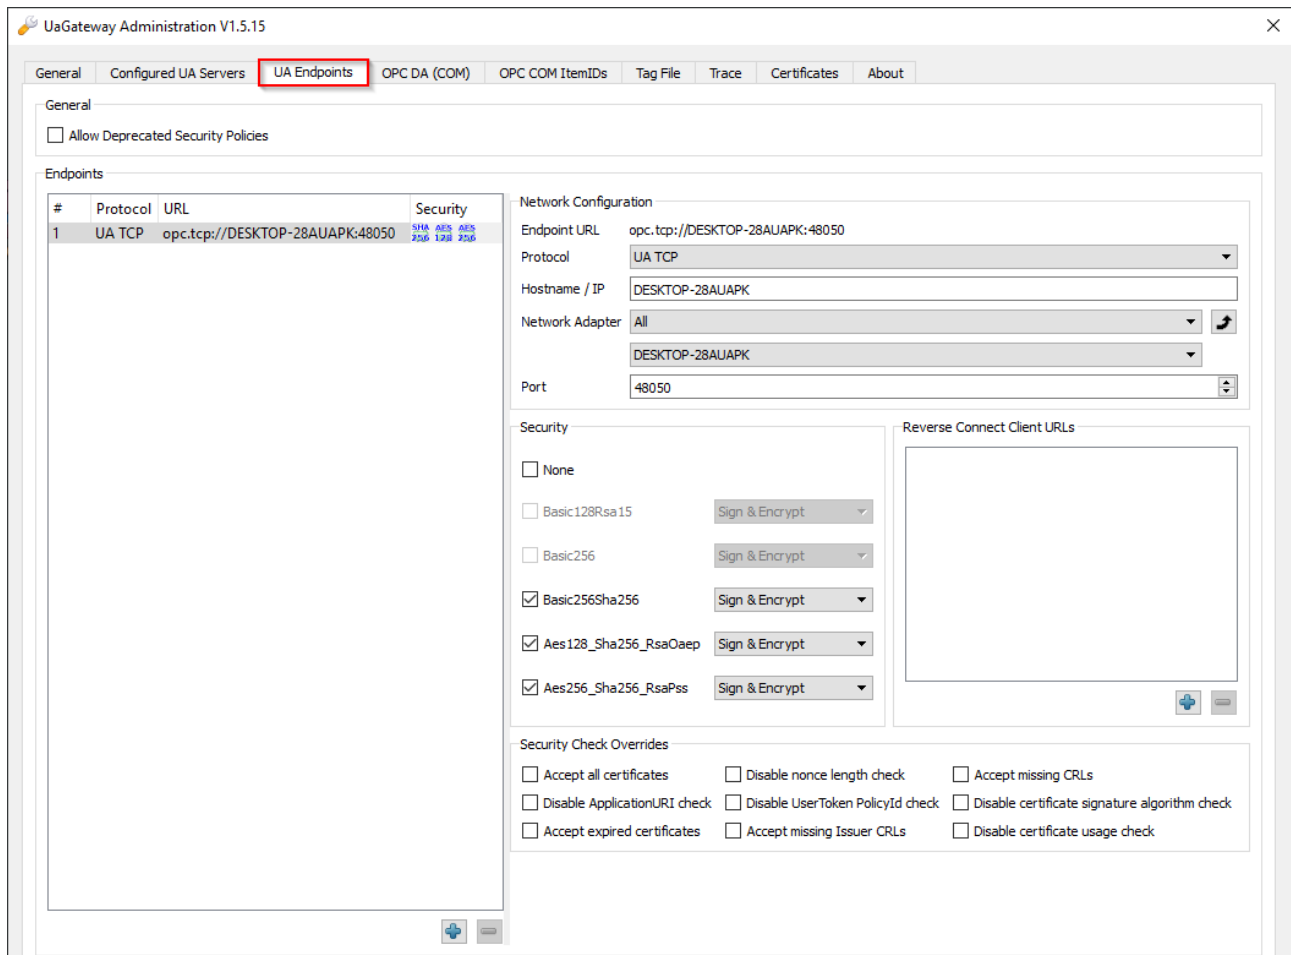 UaGateway Administration V1.5.15
General Configured UA Servers UA Endpoints OPC DA (COM) OPC COM ItemIDs Tag File Trace Certificates About
General
Allow Deprecated Security Policies
Endpoints
# Protocol URL Security
1 UA TCP opc.tcp://DESKTOP-28AUAPK:48050 SHA 256 AES 128 AES 256
Network Configuration
Endpoint URL opc.tcp://DESKTOP-28AUAPK:48050
Protocol UA TCP
Hostname / IP DESKTOP-28AUAPK
Network Adapter All
DESKTOP-28AUAPK
Port 48050
Security
None
Basic128Rsa15 Sign & Encrypt
Basic256 Sign & Encrypt
Basic256Sha256 Sign & Encrypt
Aes128_Sha256_RsaOaep Sign & Encrypt
Aes256_Sha256_RsaPss Sign & Encrypt
Reverse Connect Client URLs
Security Check Overrides
Accept all certificates Disable nonce length check Accept missing CRLs
Disable ApplicationURI check Disable UserToken PolicyId check Disable certificate signature algorithm check
Accept expired certificates Accept missing Issuer CRLs Disable certificate usage check